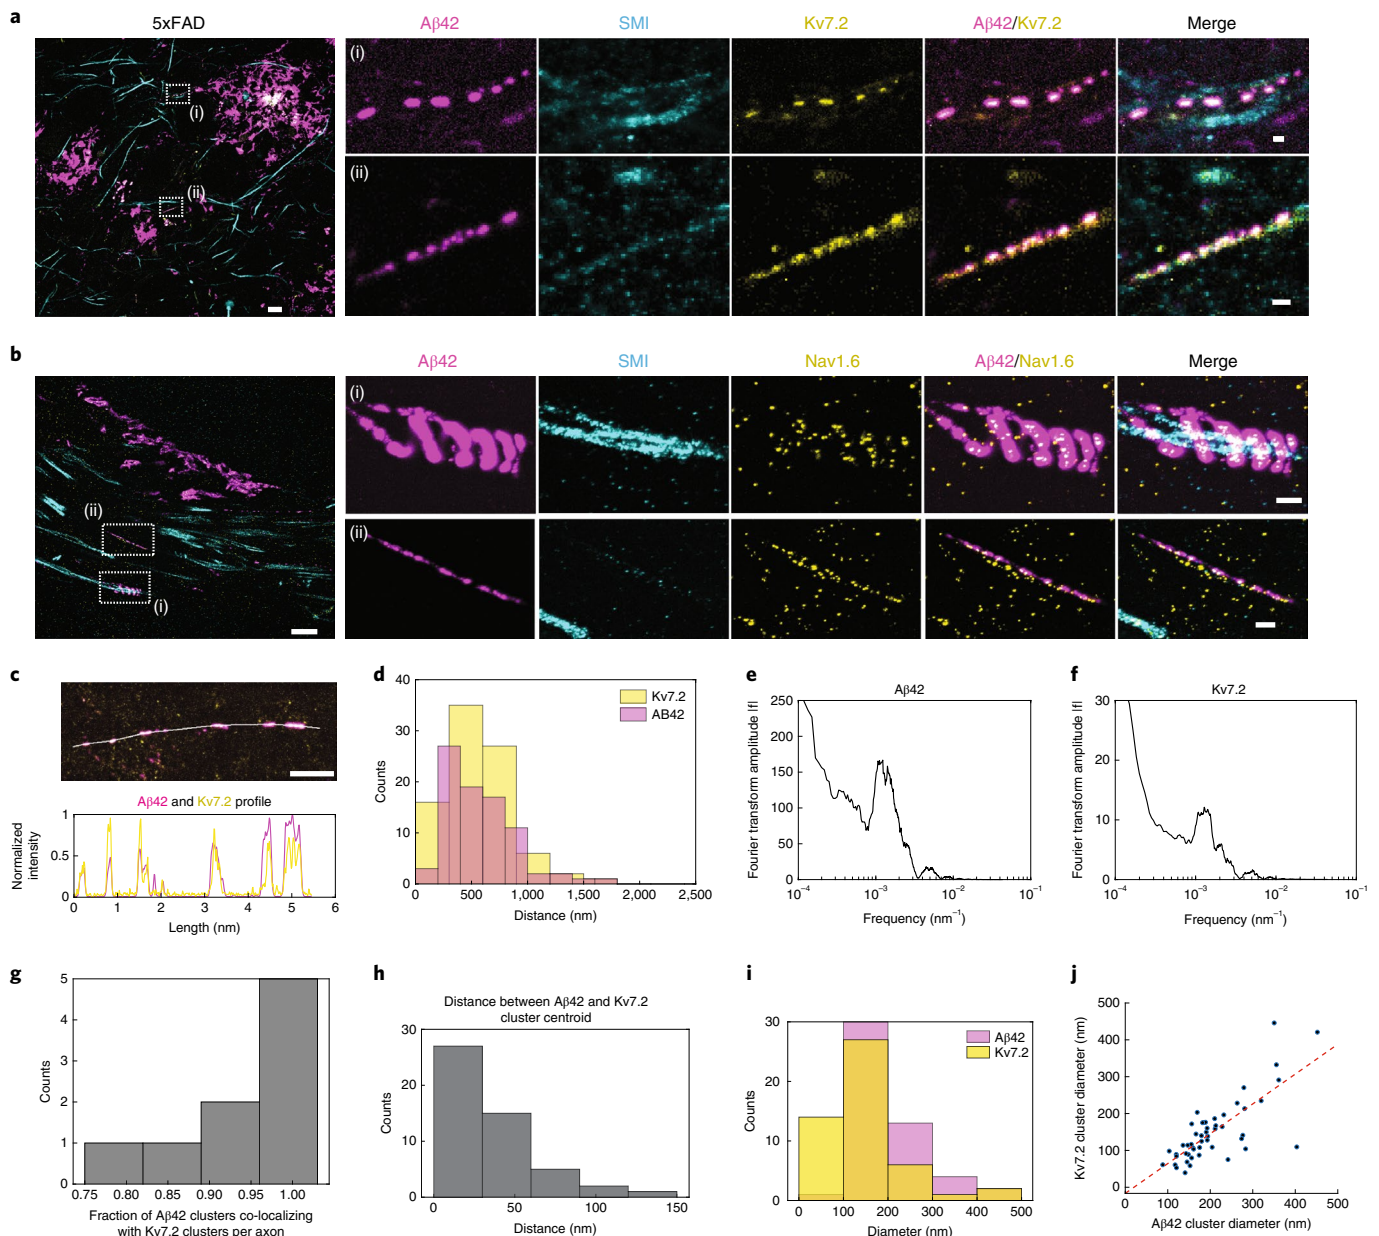 a
5xFAD
Aβ42
SMI
Kv7.2
Aβ42/Kv7.2
Merge
(i)
(ii)
(i)
(ii)
b
Aβ42
SMI
Nav1.6
Aβ42/Nav1.6
Merge
(ii)
(i)
(i)
(ii)
c
Aβ42 and Kv7.2 profile
Normalized
intensity
1
0.5
0
0 1 2 3 4 5 6
Length (nm)
d
Kv7.2
AB42
Counts
40
30
20
10
0
0 500 1,000 1,500 2,000 2,500
Distance (nm)
e
Aβ42
Fourier transform amplitude |f|
250
200
150
100
50
0
10⁻⁴ 10⁻³ 10⁻² 10⁻¹
Frequency (nm⁻¹)
f
Kv7.2
Fourier transform amplitude |f|
30
20
10
0
10⁻⁴ 10⁻³ 10⁻² 10⁻¹
Frequency (nm⁻¹)
g
Counts
5
4
3
2
1
0
0.75 0.80 0.85 0.90 0.95 1.00
Fraction of Aβ42 clusters co-localizing
with Kv7.2 clusters per axon
h
Distance between Aβ42 and Kv7.2
cluster centroid
Counts
30
20
10
0
0 50 100 150
Distance (nm)
i
Aβ42
Kv7.2
Counts
30
20
10
0
0 100 200 300 400 500
Diameter (nm)
j
Kv7.2 cluster diameter (nm)
500
400
300
200
100
0
0 100 200 300 400 500
Aβ42 cluster diameter (nm)